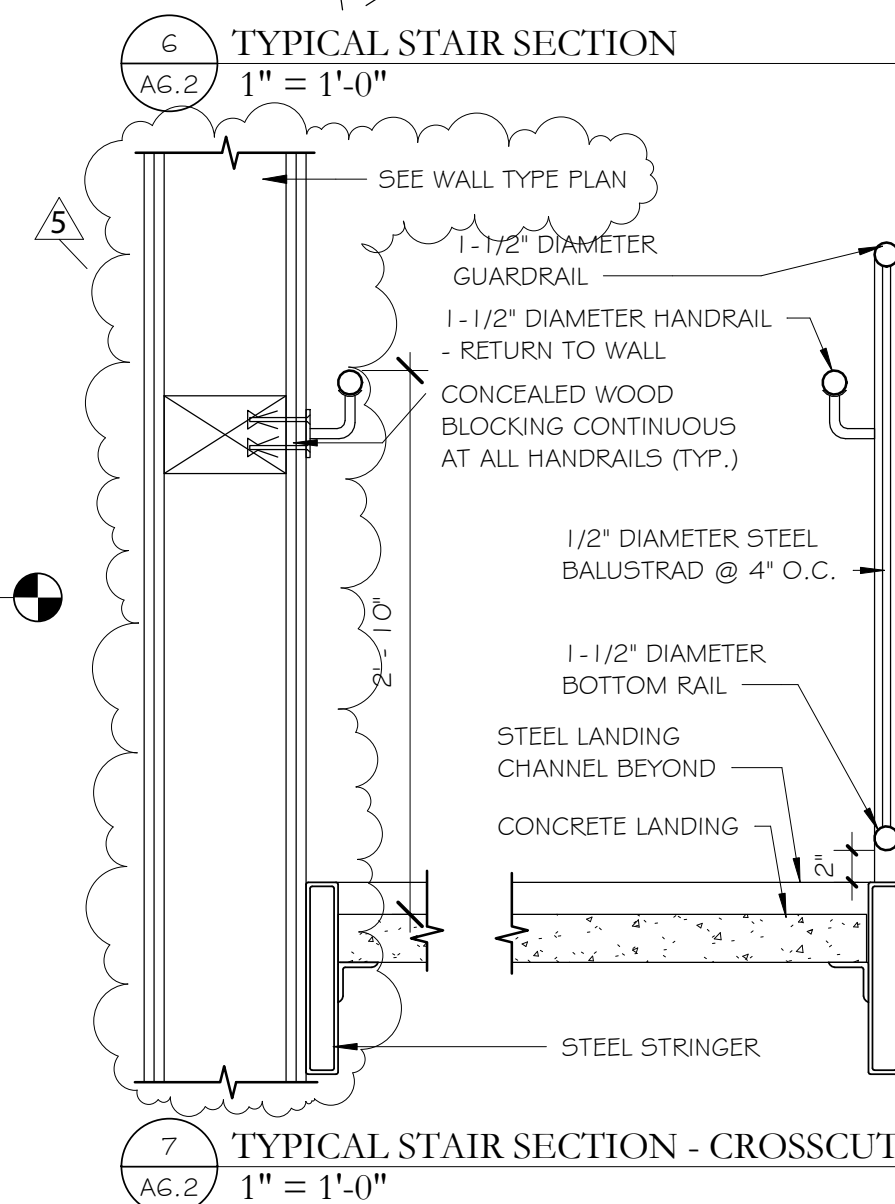 6
A6.2
TYPICAL STAIR SECTION
1" = 1'-0"
5
SEE WALL TYPE PLAN
1-1/2" DIAMETER
GUARDRAIL
1-1/2" DIAMETER HANDRAIL
- RETURN TO WALL
CONCEALED WOOD
BLOCKING CONTINUOUS
AT ALL HANDRAILS (TYP.)
1/2" DIAMETER STEEL
BALUSTRAD @ 4" O.C.
2' - 10"
1-1/2" DIAMETER
BOTTOM RAIL
STEEL LANDING
CHANNEL BEYOND
CONCRETE LANDING
2"
STEEL STRINGER
7
A6.2
TYPICAL STAIR SECTION - CROSSCUT
1" = 1'-0"